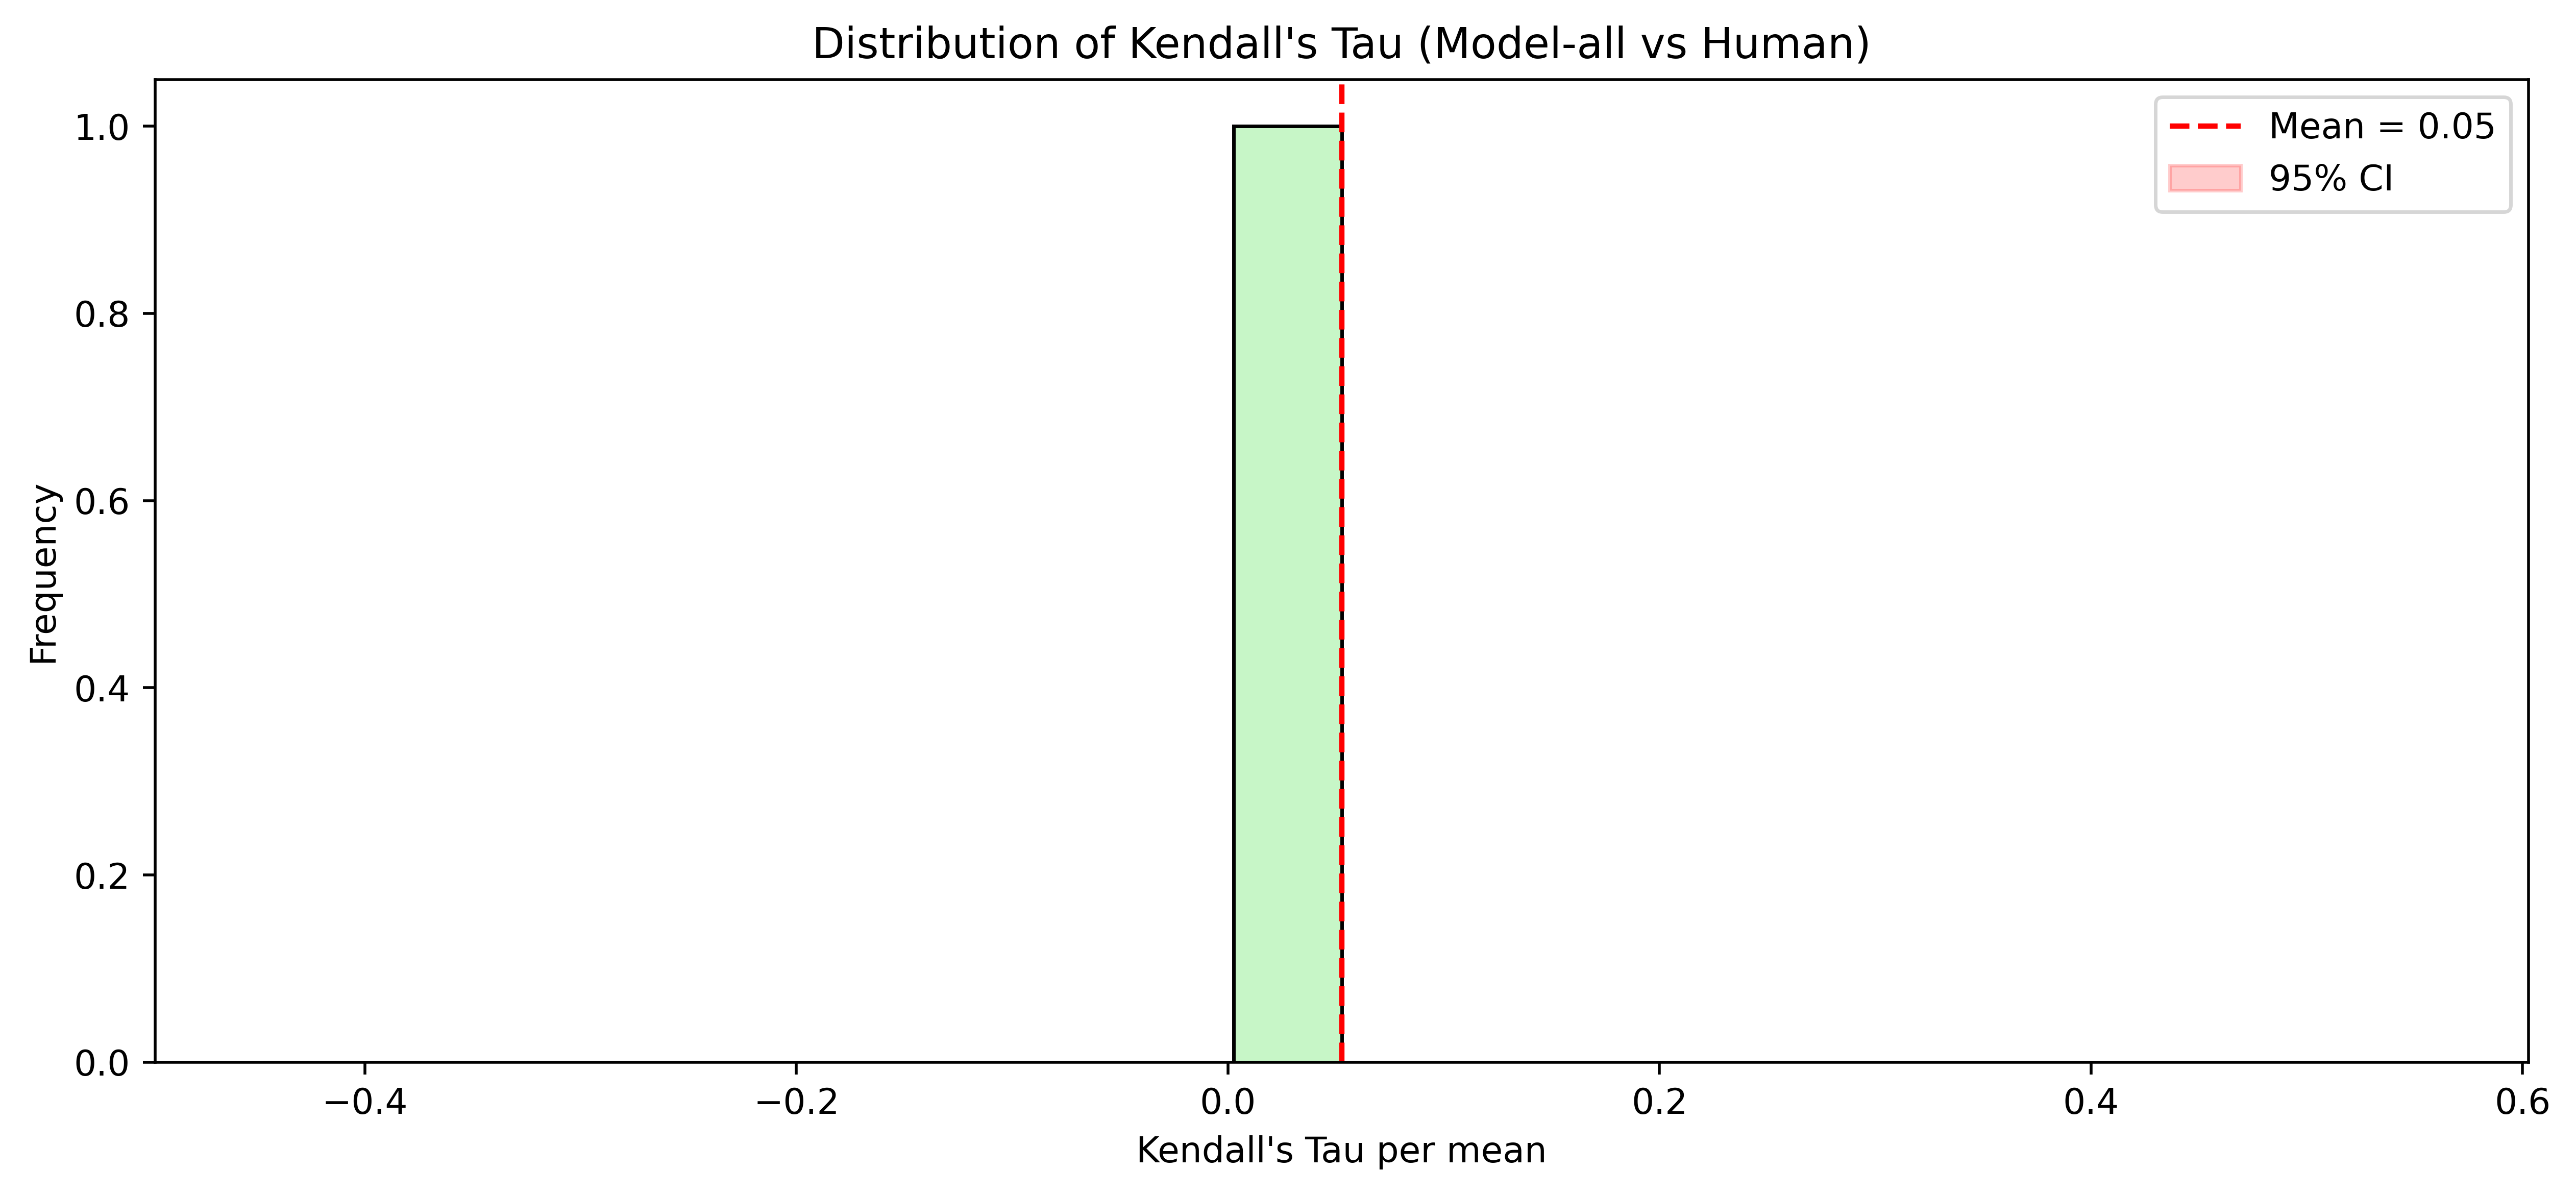 Distribution of Kendall's Tau (Model-all vs Human)
Mean = 0.05
95% CI
Frequency
1.0
0.8
0.6
0.4
0.2
0.0
−0.4
−0.2
0.0
0.2
0.4
0.6
Kendall's Tau per mean